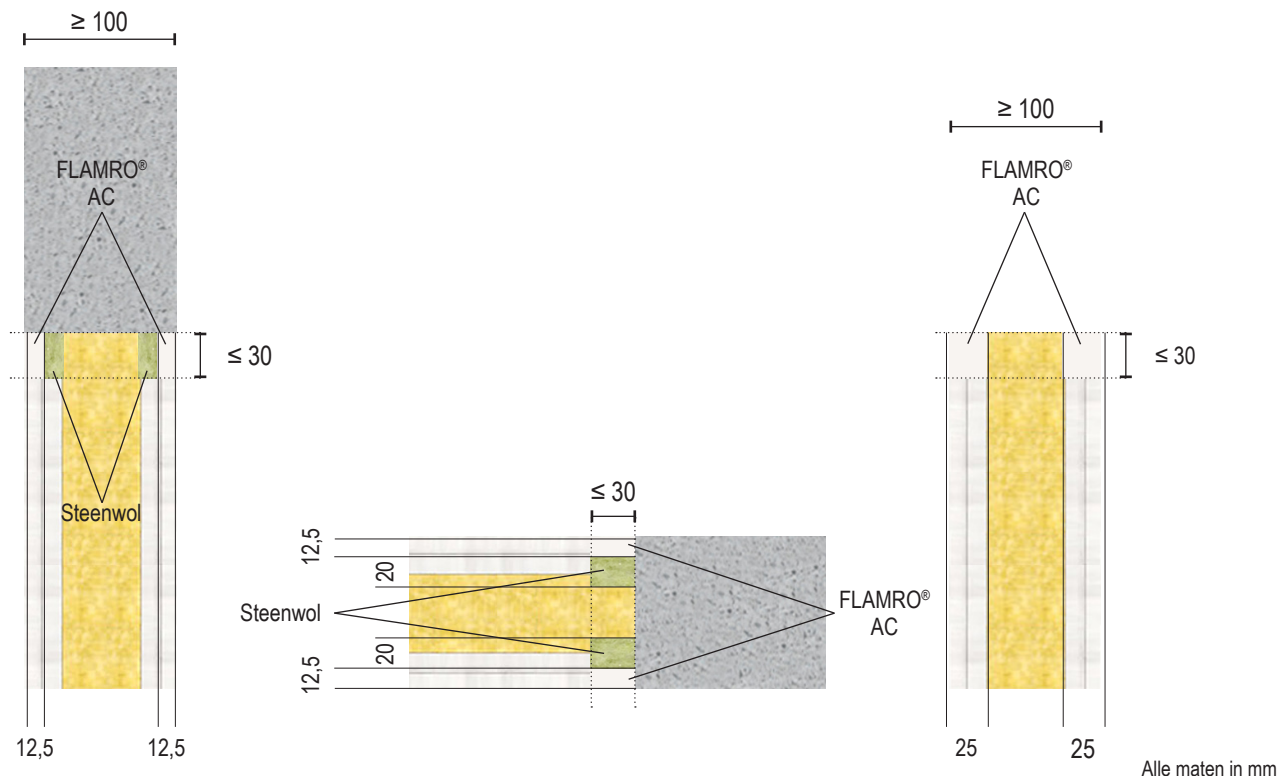 ≥ 100
FLAMRO®
AC
≤ 30
Steenwol
12,5
12,5
≤ 30
12,5
20
Steenwol
20
12,5
FLAMRO®
AC
≥ 100
FLAMRO®
AC
≤ 30
25
25
Alle maten in mm